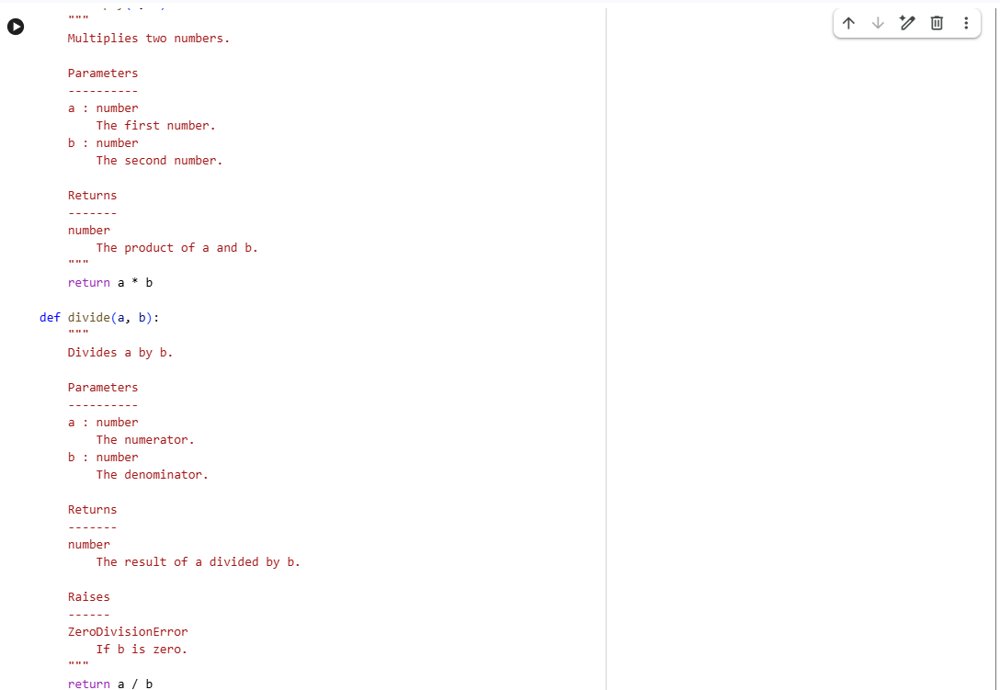 """
Multiplies two numbers.
Parameters
----------
a : number
    The first number.
b : number
    The second number.
Returns
-------
number
    The product of a and b.
"""
return a * b
def divide(a, b):
    """
    Divides a by b.
    Parameters
    ----------
    a : number
        The numerator.
    b : number
        The denominator.
    Returns
    -------
    number
        The result of a divided by b.
    Raises
    ------
    ZeroDivisionError
        If b is zero.
    """
    return a / b